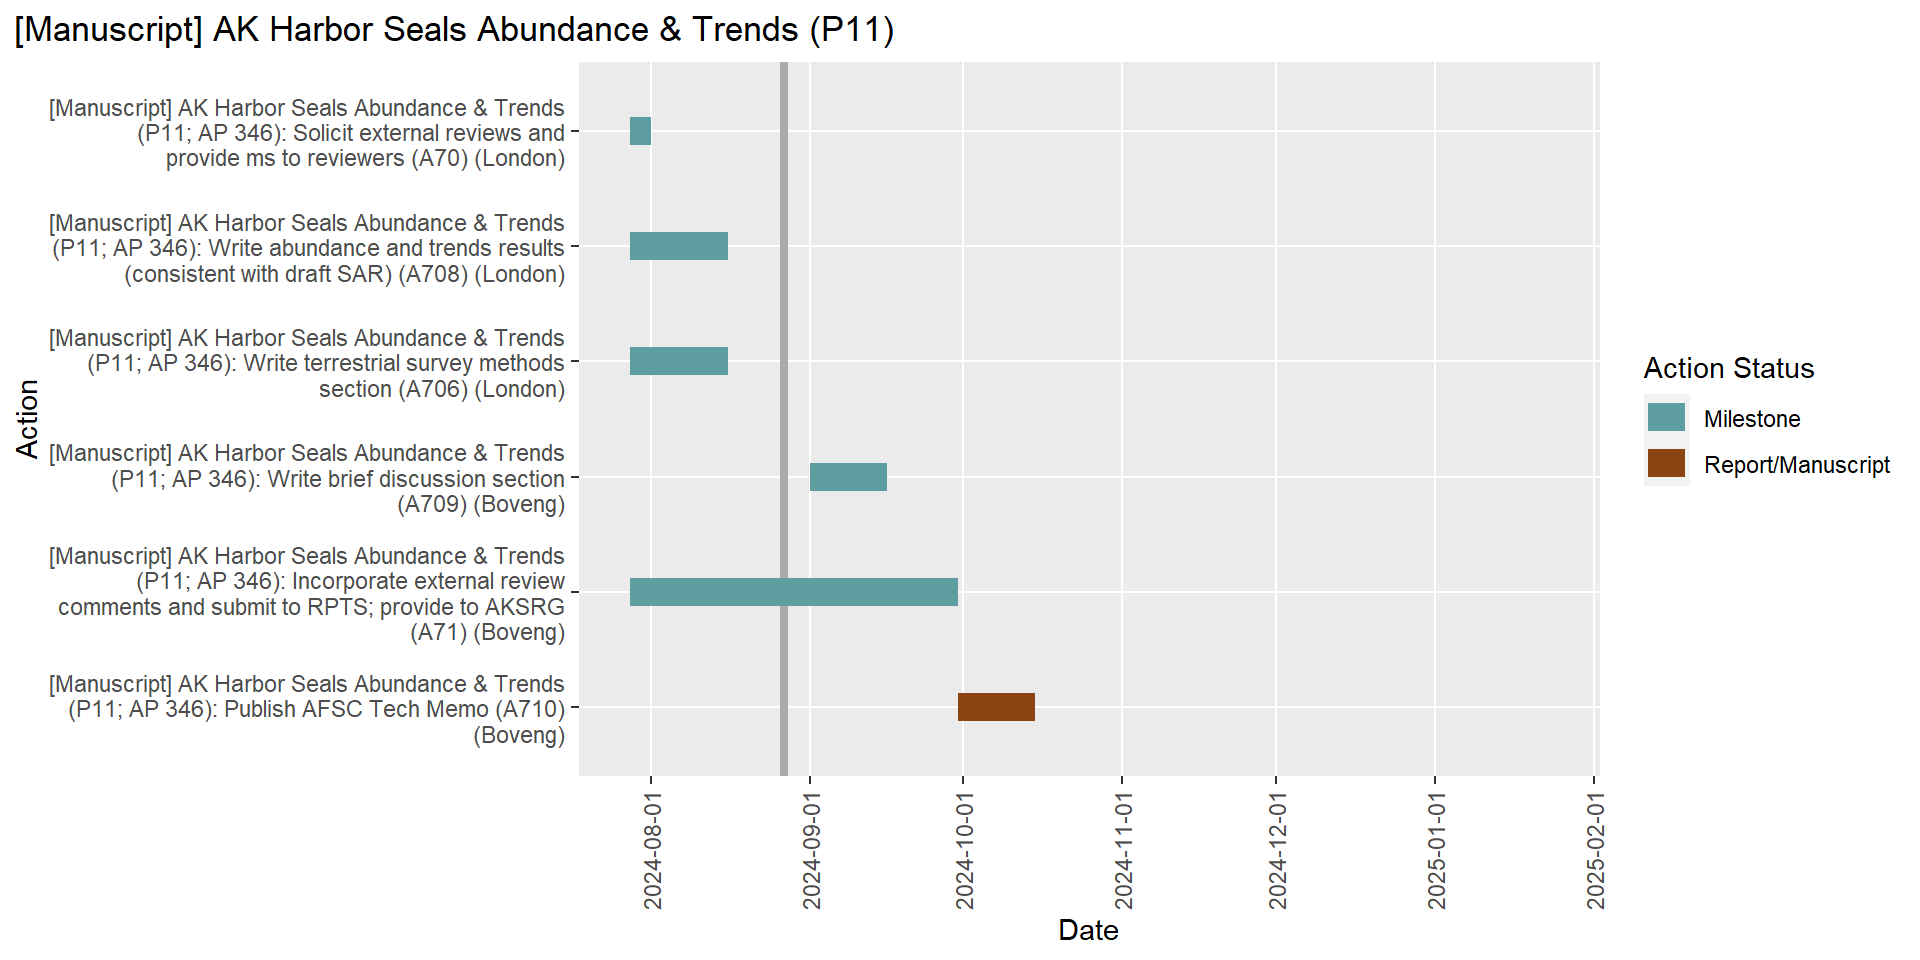 [Manuscript] AK Harbor Seals Abundance & Trends (P11)
[Manuscript] AK Harbor Seals Abundance & Trends
(P11; AP 346): Solicit external reviews and
provide ms to reviewers (A70) (London)
[Manuscript] AK Harbor Seals Abundance & Trends
(P11; AP 346): Write abundance and trends results
(consistent with draft SAR) (A708) (London)
[Manuscript] AK Harbor Seals Abundance & Trends
(P11; AP 346): Write terrestrial survey methods
section (A706) (London)
[Manuscript] AK Harbor Seals Abundance & Trends
(P11; AP 346): Write brief discussion section
(A709) (Boveng)
[Manuscript] AK Harbor Seals Abundance & Trends
(P11; AP 346): Incorporate external review
comments and submit to RPTS; provide to AKSRG
(A71) (Boveng)
[Manuscript] AK Harbor Seals Abundance & Trends
(P11; AP 346): Publish AFSC Tech Memo (A710)
(Boveng)
Action
2024-08-01
2024-09-01
2024-10-01
2024-11-01
2024-12-01
2025-01-01
2025-02-01
Date
Action Status
Milestone
Report/Manuscript